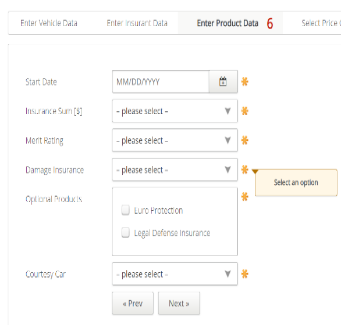 Enter Vehicle Data Enter Insurant Data Enter Product Data 6 Select Price
Start Date MM/DD/YYYY
Insurance Sum [$] – please select –
Merit Rating – please select –
Damage Insurance – please select –
Select an option
Optional Products
Euro Protection
Legal Defense Insurance
Courtesy Car – please select –
« Prev Next »